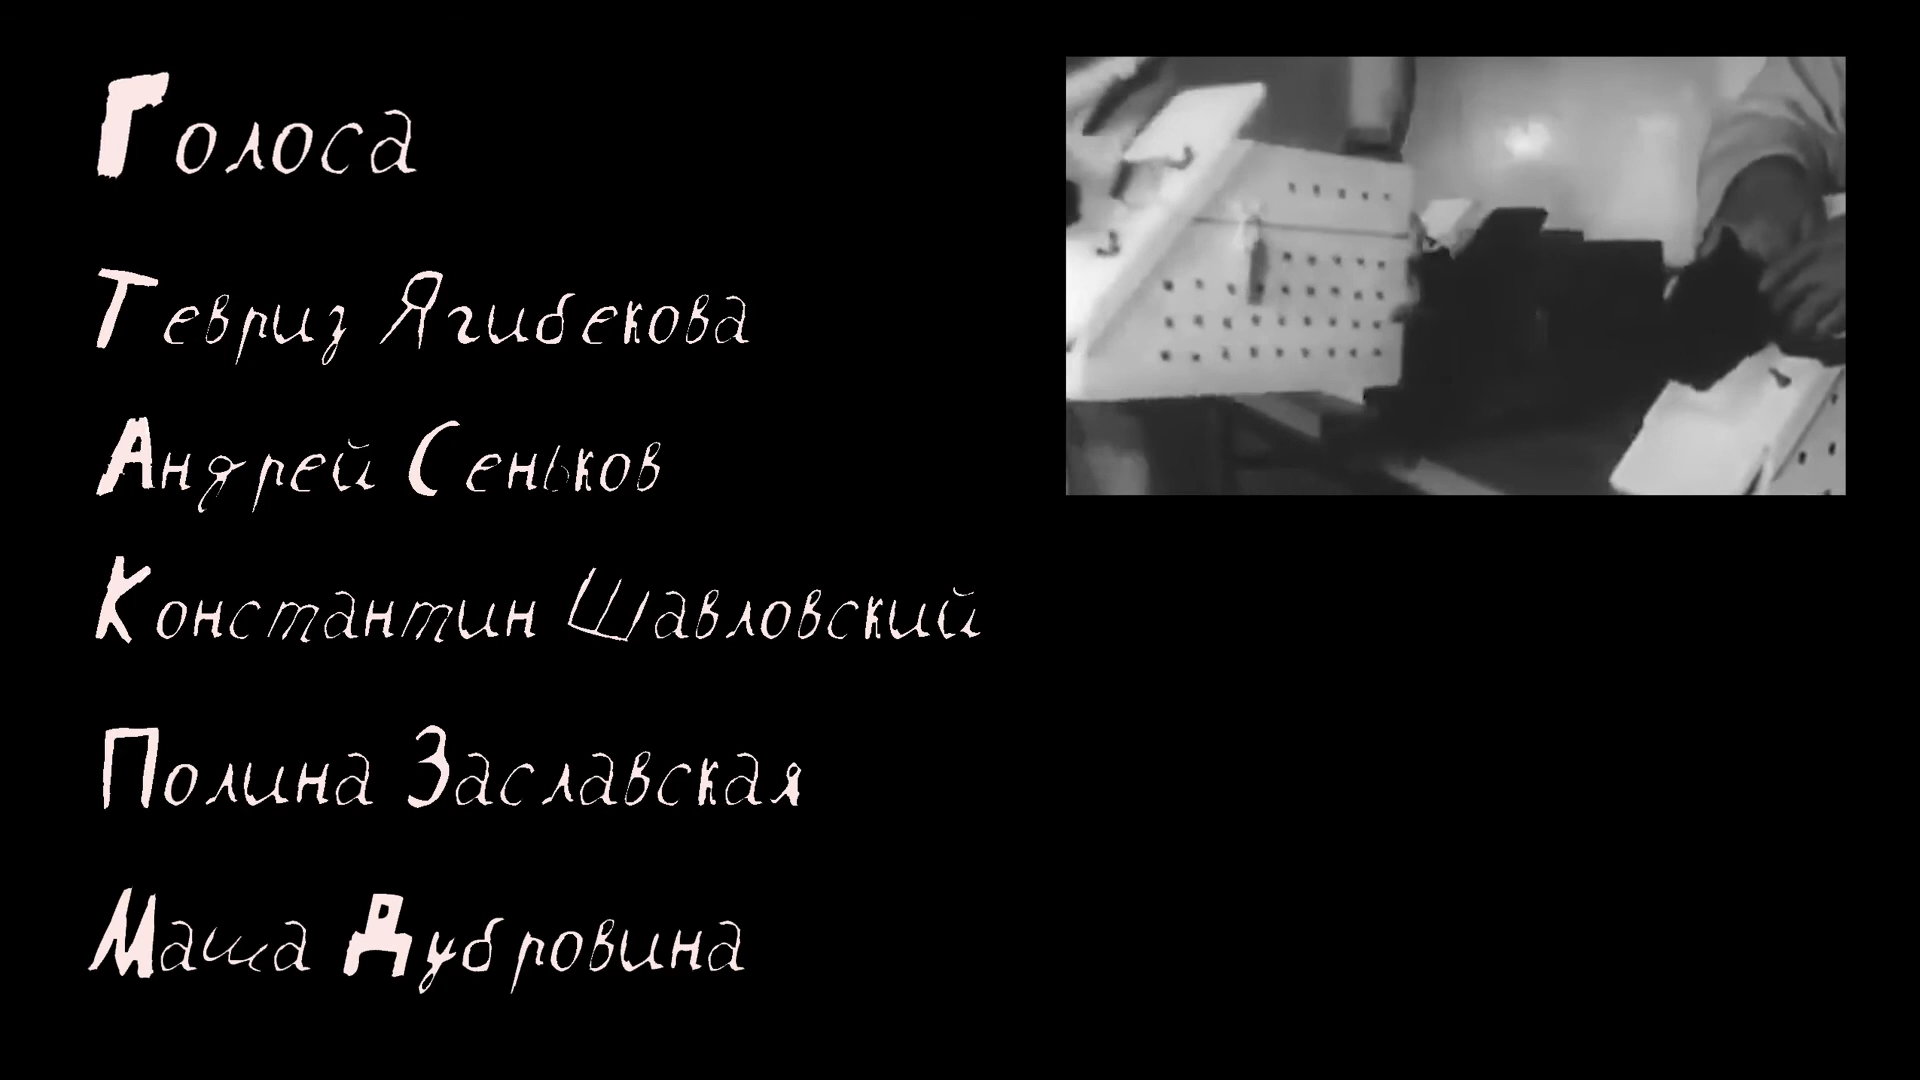 Голоса
Тевриз Ягибекова
Андрей Сеньков
Константин Шавловский
Полина Заславская
Маша Дубровина